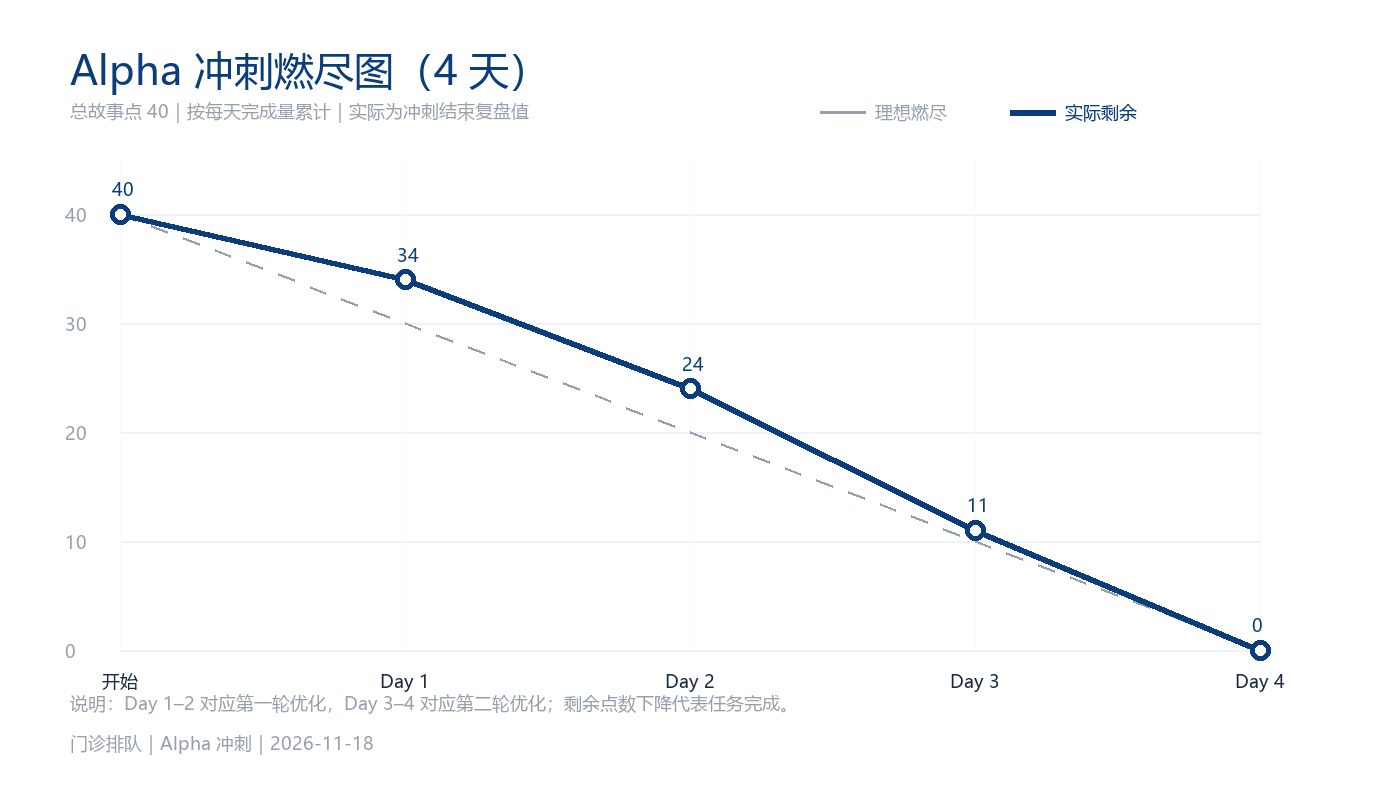 Alpha 冲刺燃尽图（4 天）
总故事点 40｜按每天完成量累计｜实际为冲刺结束复盘值
理想燃尽
实际剩余
40
34
24
11
0
40
30
20
10
0
开始
Day 1
Day 2
Day 3
Day 4
说明：Day 1–2 对应第一轮优化，Day 3–4 对应第二轮优化；剩余点数下降代表任务完成。
门诊排队｜Alpha 冲刺｜2026-11-18